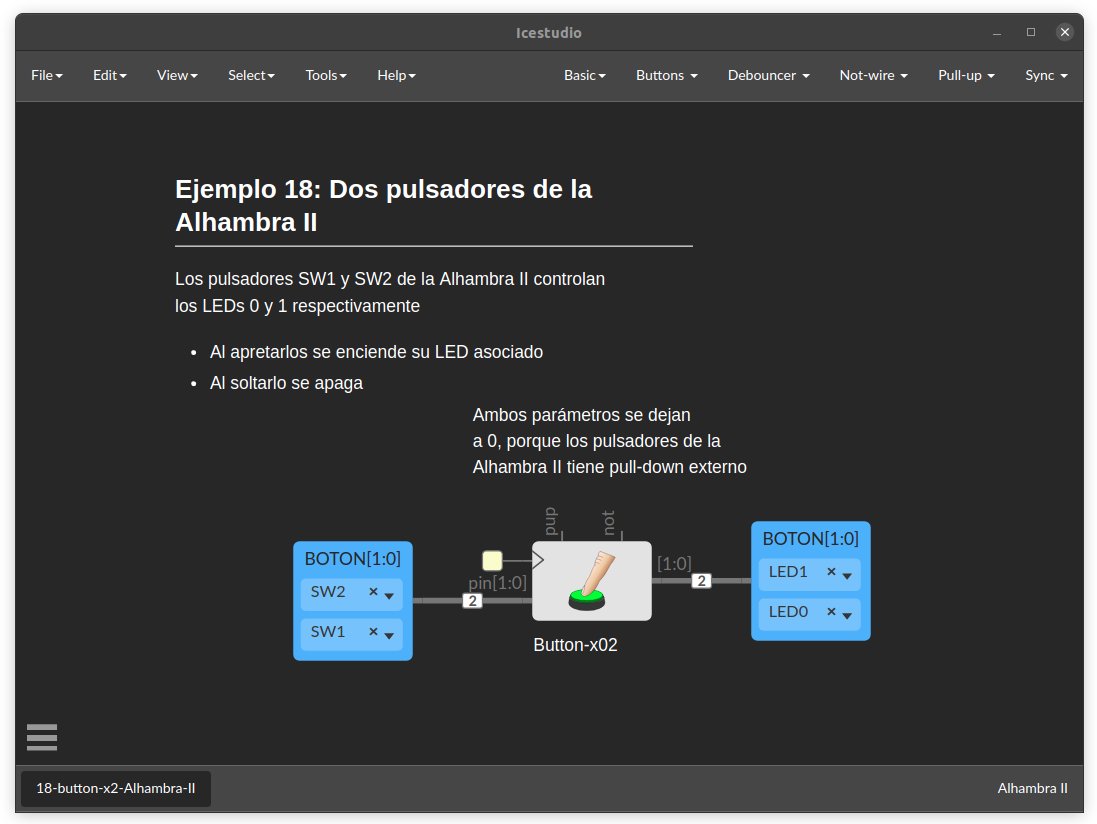 Icestudio
File Edit View Select Tools Help Basic Buttons Debouncer Not-wire Pull-up Sync
Ejemplo 18: Dos pulsadores de la
Alhambra II
Los pulsadores SW1 y SW2 de la Alhambra II controlan
los LEDs 0 y 1 respectivamente
Al apretarlos se enciende su LED asociado
Al soltarlo se apaga
Ambos parámetros se dejan
a 0, porque los pulsadores de la
Alhambra II tiene pull-down externo
pup not
BOTON[1:0]
SW2
SW1
pin[1:0]
2
[1:0]
2
BOTON[1:0]
LED1
LED0
Button-x02
18-button-x2-Alhambra-II
Alhambra II